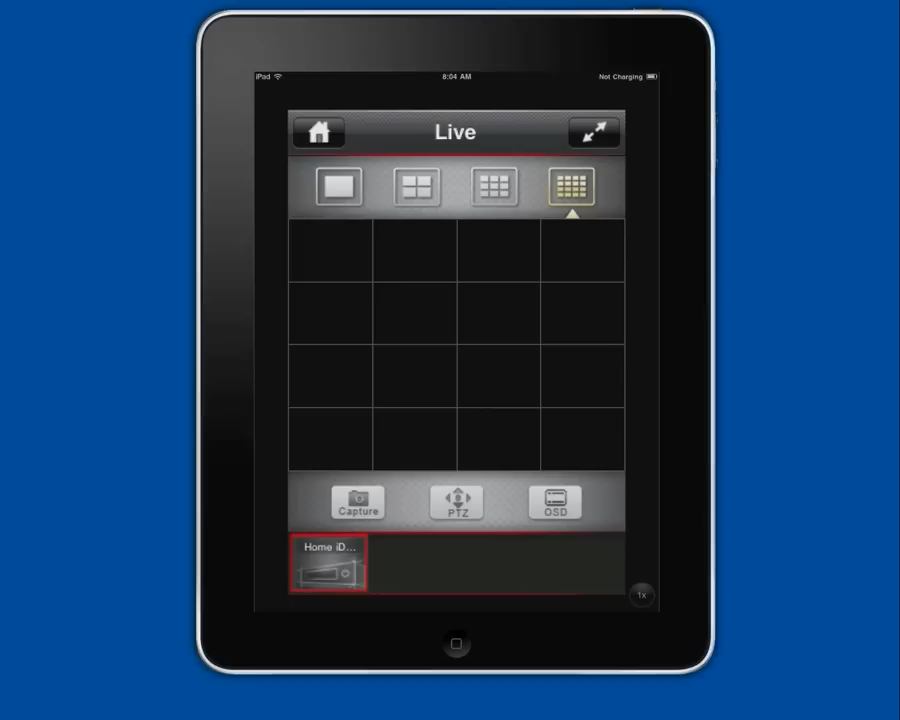 iPad 8:04 AM Not Charging
Live
Capture PTZ OSD
Home iD...
1x